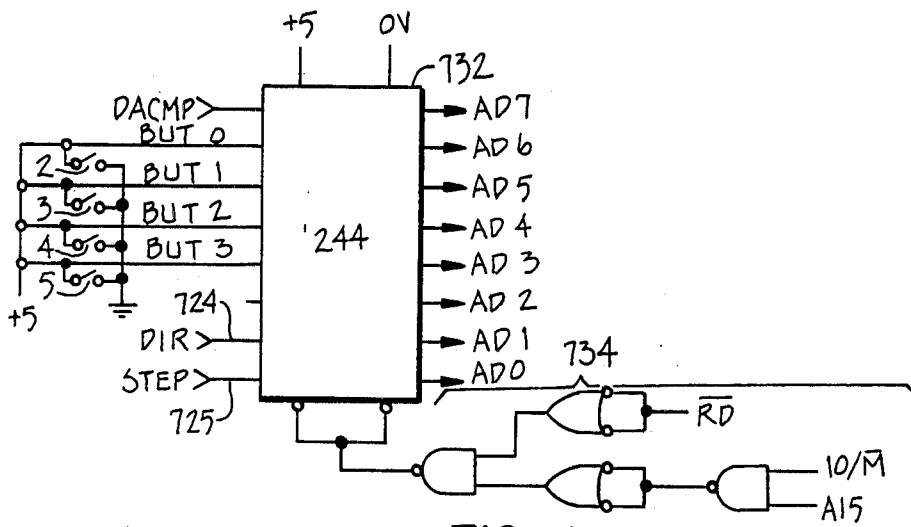 +5 0V
732
DACMP AD7
BUT 0 AD6
2 BUT 1 AD5
3 BUT 2 AD4
'244
4 BUT 3 AD3
5 724 AD2
+5
DIR AD1
734
STEP AD0
725 R̅D̅
IO/M̅
A15